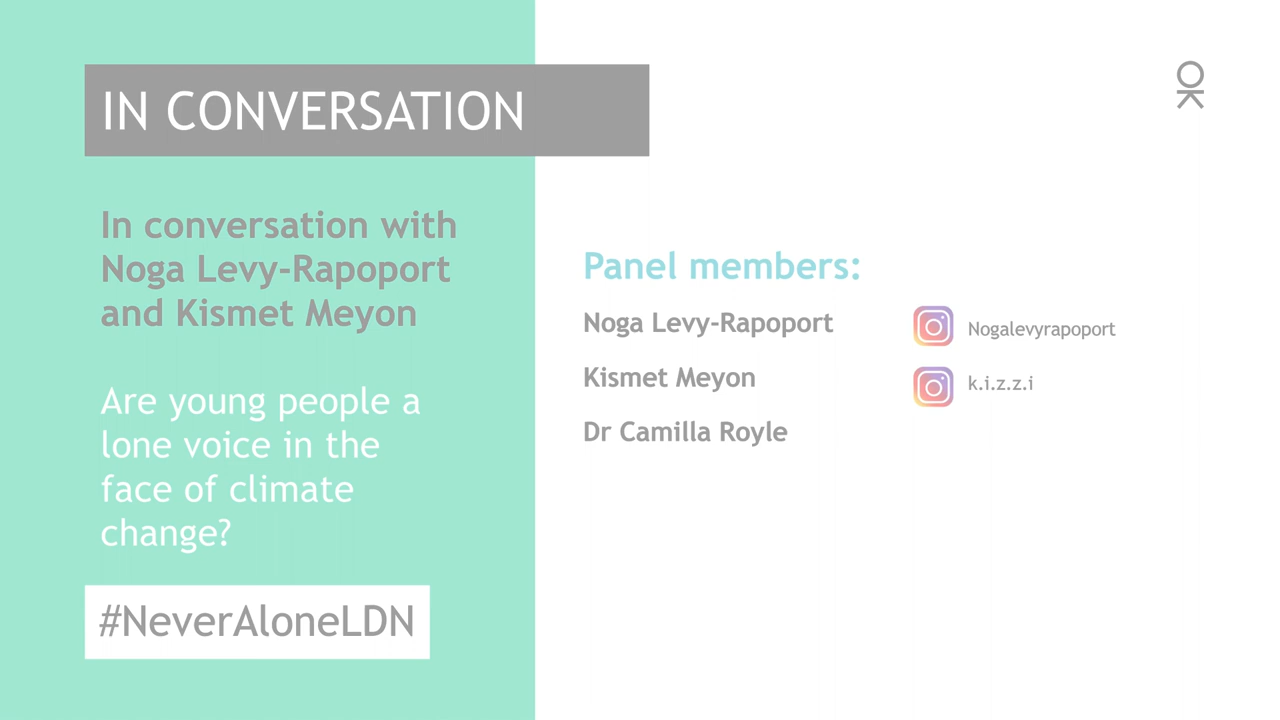 IN CONVERSATION
In conversation with
Noga Levy-Rapoport
and Kismet Meyon
Are young people a
lone voice in the
face of climate
change?
#NeverAloneLDN
Panel members:
Noga Levy-Rapoport
Nogalevyrapoport
Kismet Meyon
k.i.z.z.i
Dr Camilla Royle